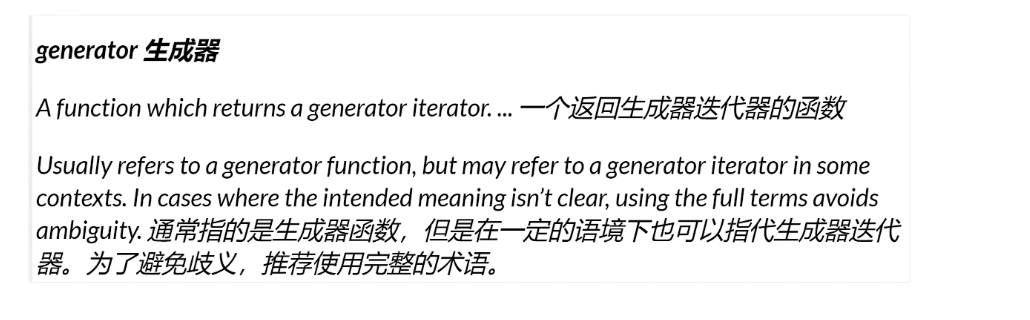 generator 生成器
A function which returns a generator iterator. ... 一个返回生成器迭代器的函数
Usually refers to a generator function, but may refer to a generator iterator in some
contexts. In cases where the intended meaning isn’t clear, using the full terms avoids
ambiguity. 通常指的是生成器函数，但是在一定的语境下也可以指代生成器迭代
器。为了避免歧义，推荐使用完整的术语。